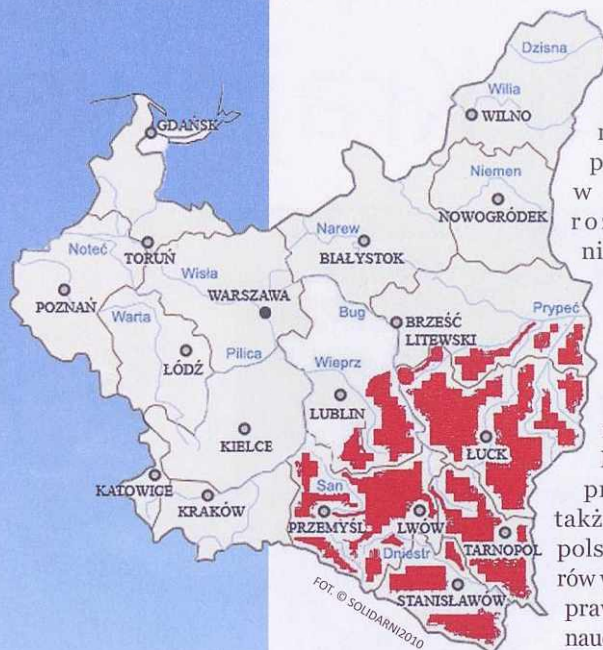 Dzisna
Wilia
WILNO
GDAŃSK
Niemen
NOWOGRÓDEK
w
roz
ni
Narew
BIAŁYSTOK
Noteć
TORUŃ
Wisła
WARSZAWA
POZNAŃ
Warta
Bug
BRZEŚĆ
LITEWSKI
Prypeć
ŁÓDŹ
Pilica
Wieprz
LUBLIN
KIELCE
ŁUCK
KATOWICE
KRAKÓW
San
PRZEMYŚL
LWÓW
pr
takż
TARNOPOL
pols
Dniestr
rów w
STANISŁAWÓW
praw
FOT. © SOLIDARNI2010
nau